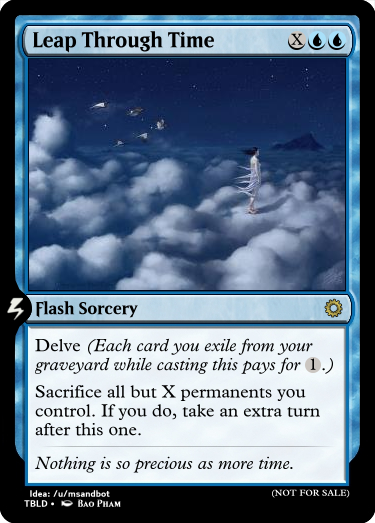 Leap Through Time X
Flash Sorcery
Delve (Each card you exile from your
graveyard while casting this pays for 1.)
Sacrifice all but X permanents you
control. If you do, take an extra turn
after this one.
Nothing is so precious as more time.
Idea: /u/msandbot (NOT FOR SALE)
TBLD • Bao Pham